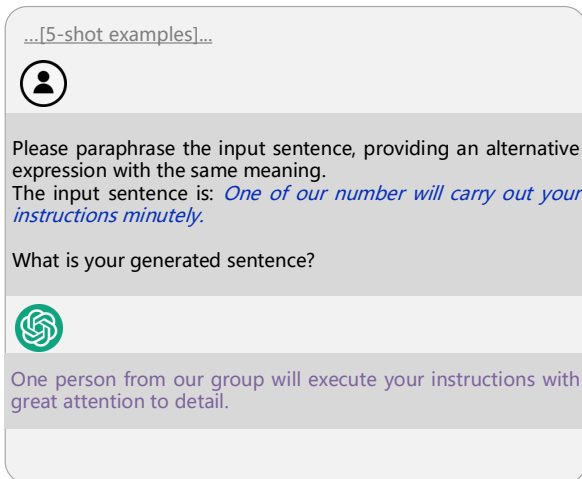 ...[5-shot examples]...
Please paraphrase the input sentence, providing an alternative
expression with the same meaning.
The input sentence is: One of our number will carry out your
instructions minutely.
What is your generated sentence?
One person from our group will execute your instructions with
great attention to detail.